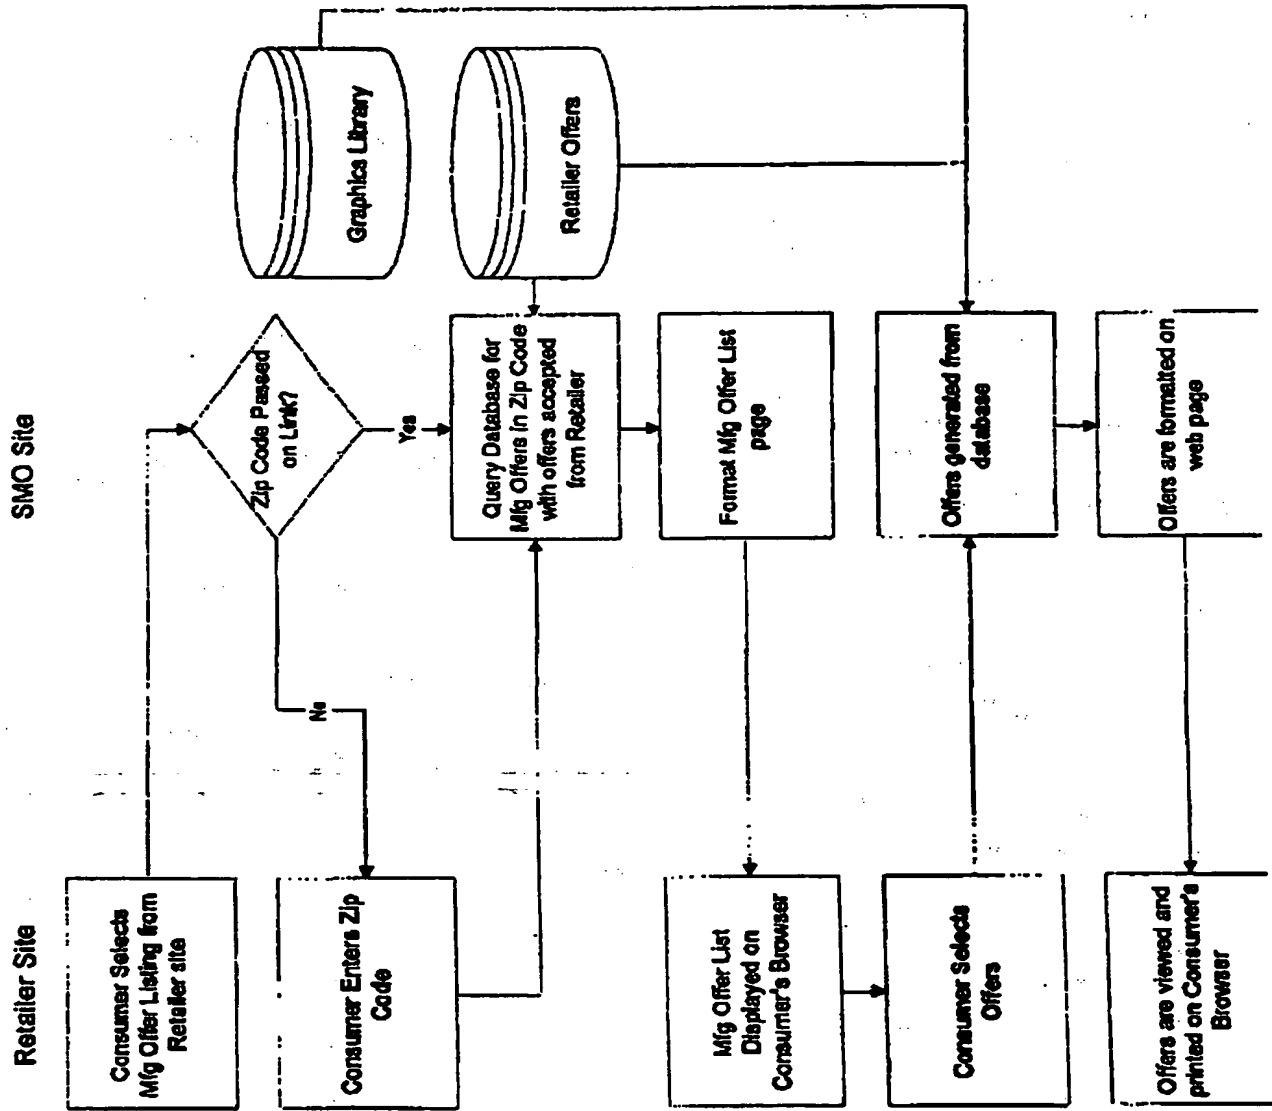 Retailer Site
SMO Site
Consumer Selects
Mfg Offer Listing from
Retailer site
Zip Code Passed
on Link?
Graphics Library
No
Yes
Consumer Enters Zip
Code
Query Database for
Mfg Offers in Zip Code
with offers accepted
from Retailer
Retailer Offers
Format Mfg Offer List
page
Mfg Offer List
Displayed on
Consumer's Browser
Consumer Selects
Offers
Offers generated from
database
Offers are formatted on
web page
Offers are viewed and
printed on Consumer's
Browser